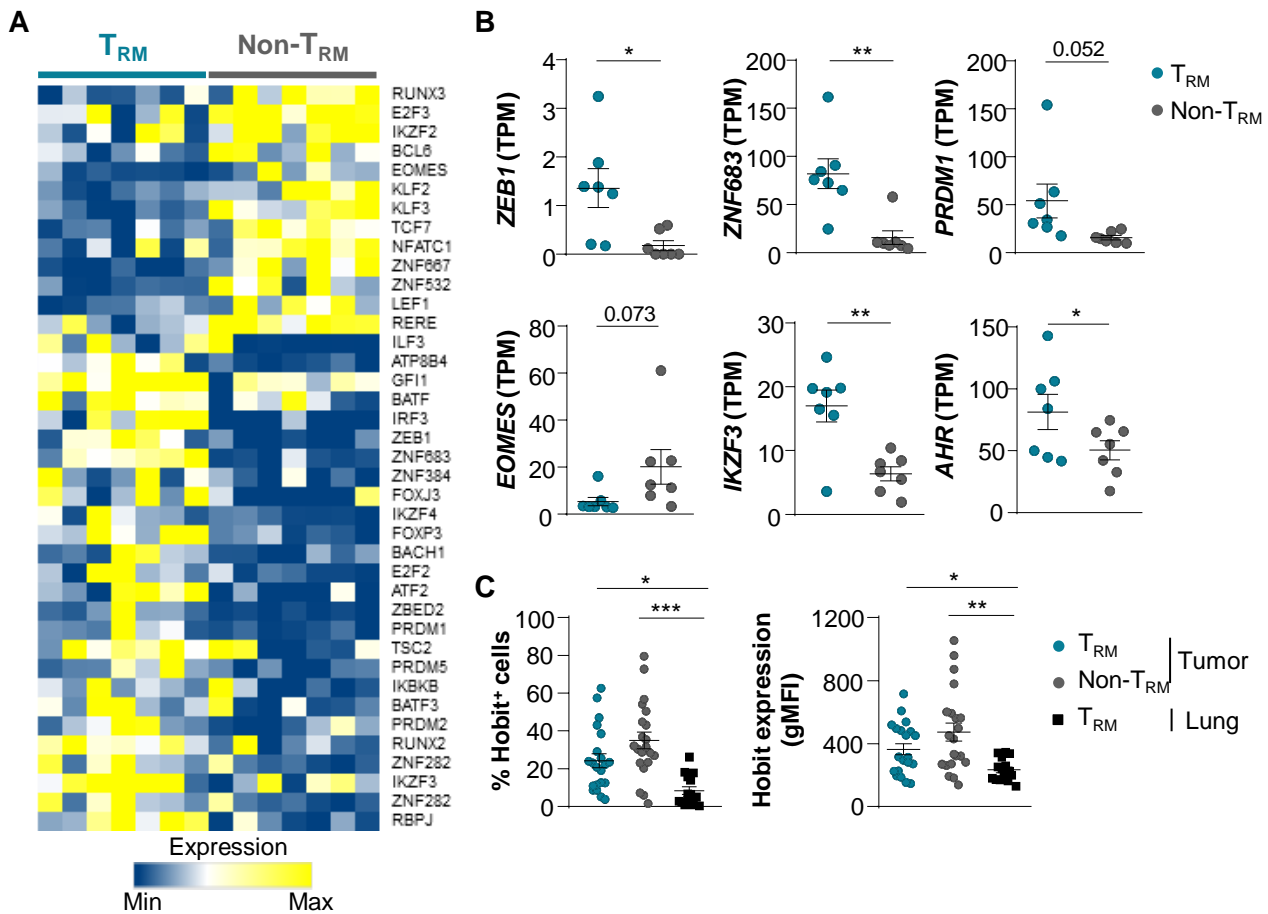 A
TRM
Non-TRM
RUNX3
E2F3
IKZF2
BCL6
EOMES
KLF2
KLF3
TCF7
NFATC1
ZNF667
ZNF532
LEF1
RERE
ILF3
ATP8B4
GFI1
BATF
IRF3
ZEB1
ZNF683
ZNF384
FOXJ3
IKZF4
FOXP3
BACH1
E2F2
ATF2
ZBED2
PRDM1
TSC2
PRDM5
IKBKB
BATF3
PRDM2
RUNX2
ZNF282
IKZF3
ZNF282
RBPJ
Expression
Min Max
B
ZEB1 (TPM)
4
3
2
1
0
*
ZNF683 (TPM)
200
150
100
50
0
**
PRDM1 (TPM)
200
150
100
50
0
0.052
TRM
Non-TRM
EOMES (TPM)
80
60
40
20
0
0.073
IKZF3 (TPM)
30
20
10
0
**
AHR (TPM)
150
100
50
0
*
C
% Hobit+ cells
100
80
60
40
20
0
*
***
Hobit expression
(gMFI)
1200
800
400
0
*
**
TRM
Non-TRM
Tumor
TRM
Lung